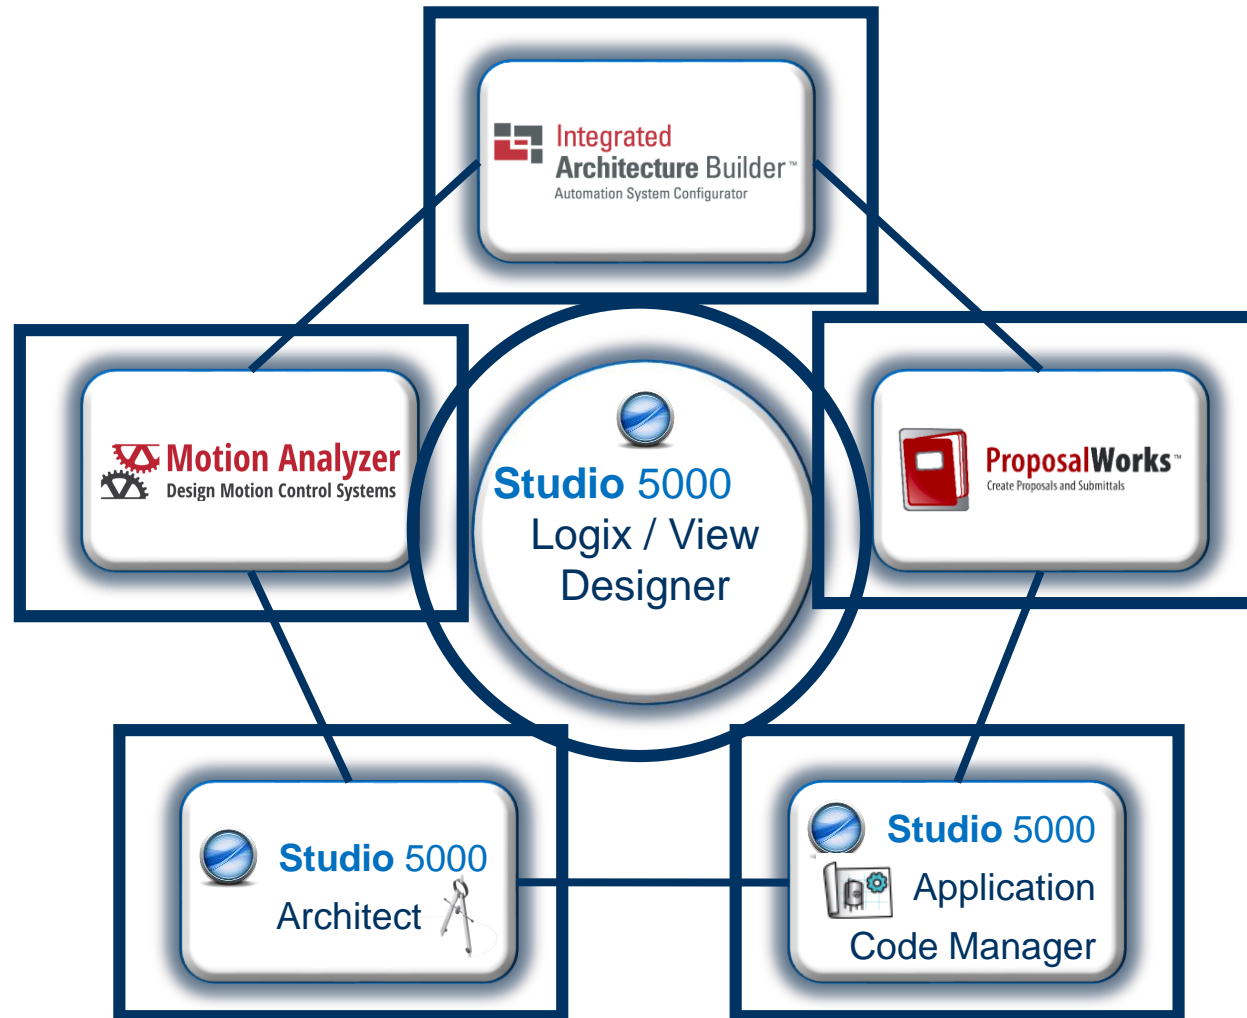 Integrated
Architecture Builder™
Automation System Configurator
Motion Analyzer
Design Motion Control Systems
Studio 5000
Logix / View
Designer
ProposalWorks™
Create Proposals and Submittals
Studio 5000
Architect
Studio 5000
Application
Code Manager